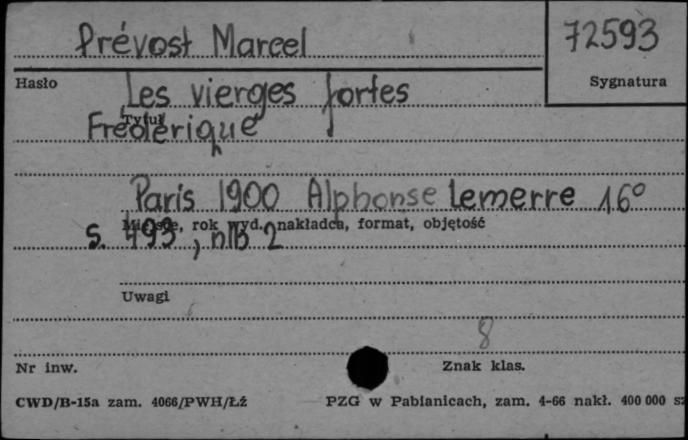 Prévost Marcel
72593
Hasło
Sygnatura
Les vierges fortes
Tytuł
Fredérique
Paris 1900 Alphonse Lemerre 16°
Miejsce, rok wyd., nakładca, format, objętość
s. 493, nlb 2
Uwagi
8
Nr inw.
Znak klas.
CWD/B-15a zam. 4066/PWH/Łź
PZG w Pabianicach, zam. 4-66 nakł. 400 000